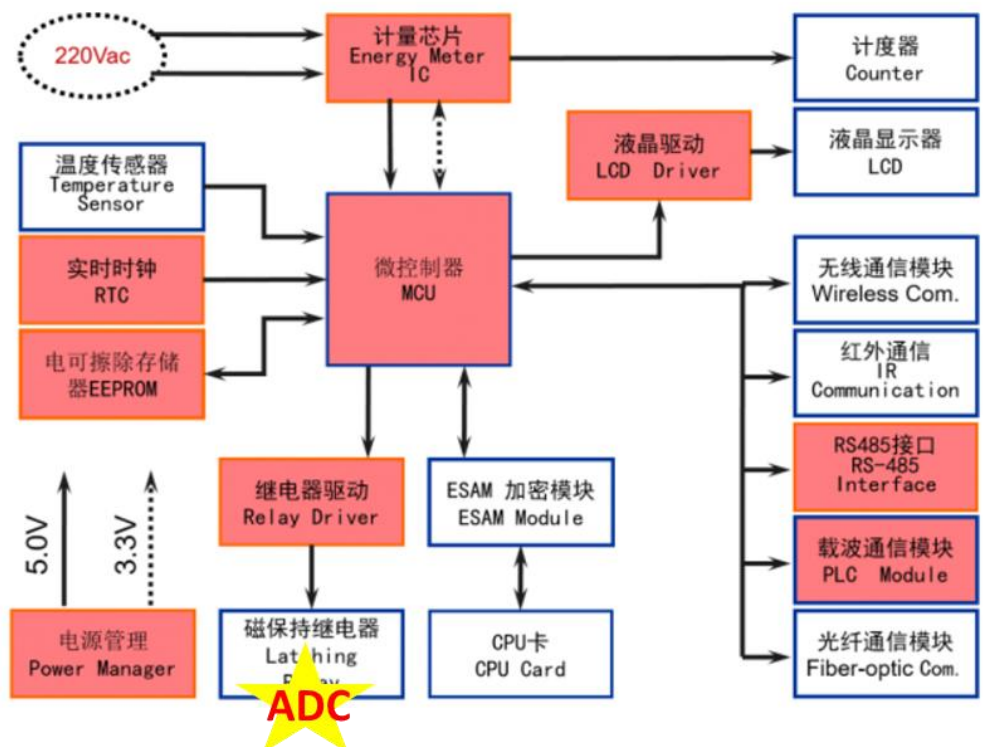 220Vac
计量芯片
Energy Meter
IC
计度器
Counter
液晶驱动
LCD Driver
液晶显示器
LCD
温度传感器
Temperature
Sensor
实时时钟
RTC
电可擦除存储
器EEPROM
微控制器
MCU
无线通信模块
Wireless Com.
红外通信
IR
Communication
RS485接口
RS-485
Interface
载波通信模块
PLC Module
光纤通信模块
Fiber-optic Com.
继电器驱动
Relay Driver
ESAM 加密模块
ESAM Module
5.0V
3.3V
电源管理
Power Manager
磁保持继电器
ADC
CPU卡
CPU Card